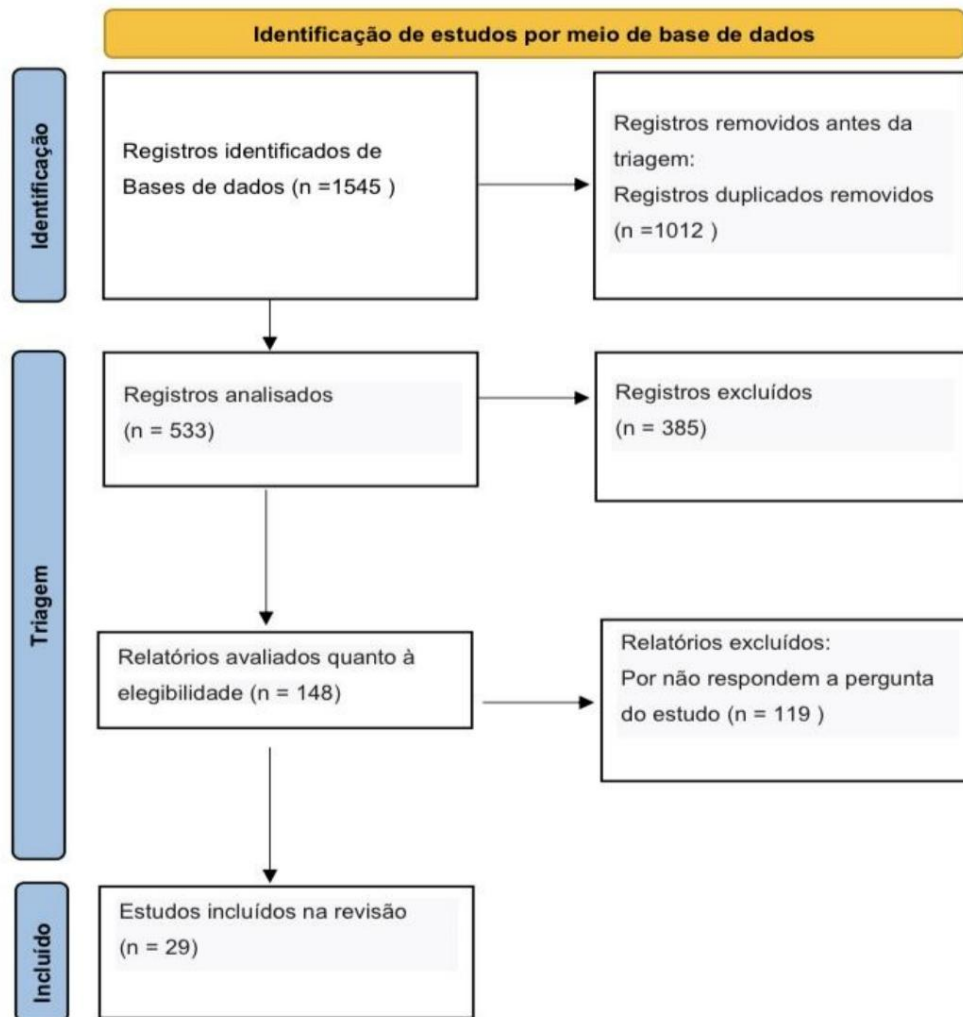 Identificação de estudos por meio de base de dados
Identificação
Registros identificados de
Bases de dados (n =1545 )
Registros removidos antes da
triagem:
Registros duplicados removidos
(n =1012 )
Triagem
Registros analisados
(n = 533)
Registros excluídos
(n = 385)
Relatórios avaliados quanto à
elegibilidade (n = 148)
Relatórios excluídos:
Por não respondem a pergunta
do estudo (n = 119 )
Incluído
Estudos incluídos na revisão
(n = 29)